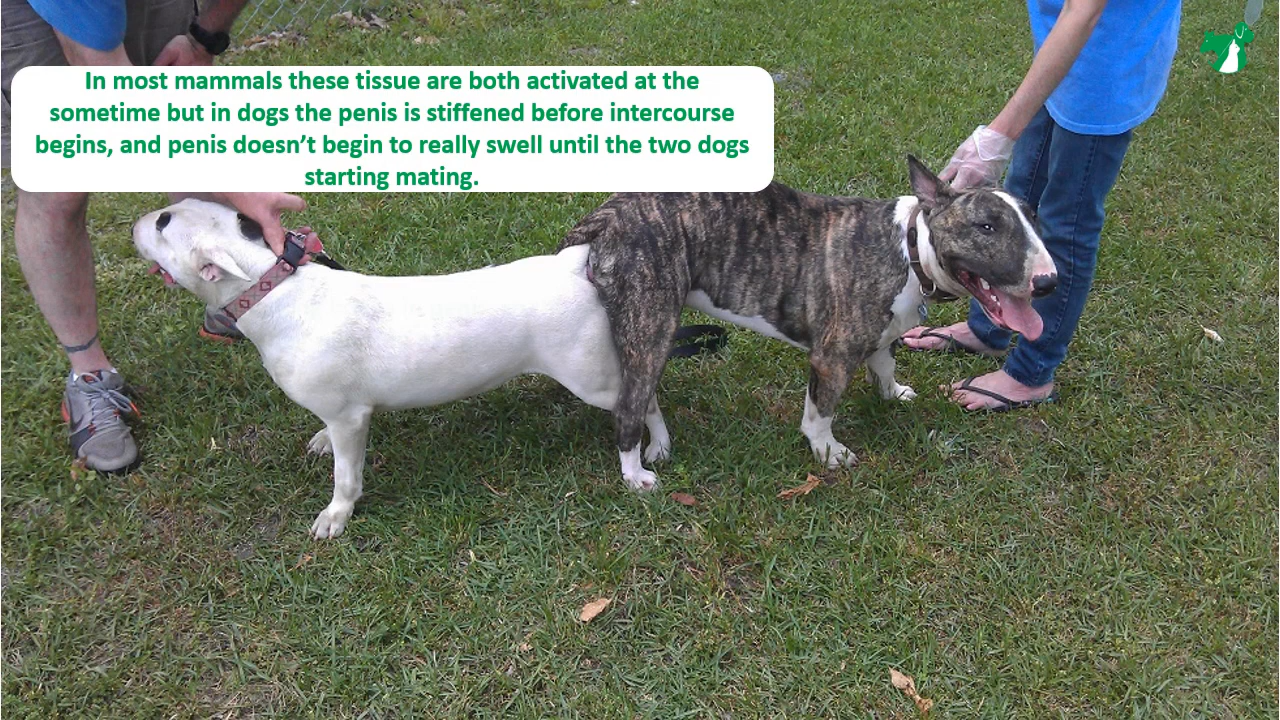 In most mammals these tissue are both activated at the
sometime but in dogs the penis is stiffened before intercourse
begins, and penis doesn’t begin to really swell until the two dogs
starting mating.